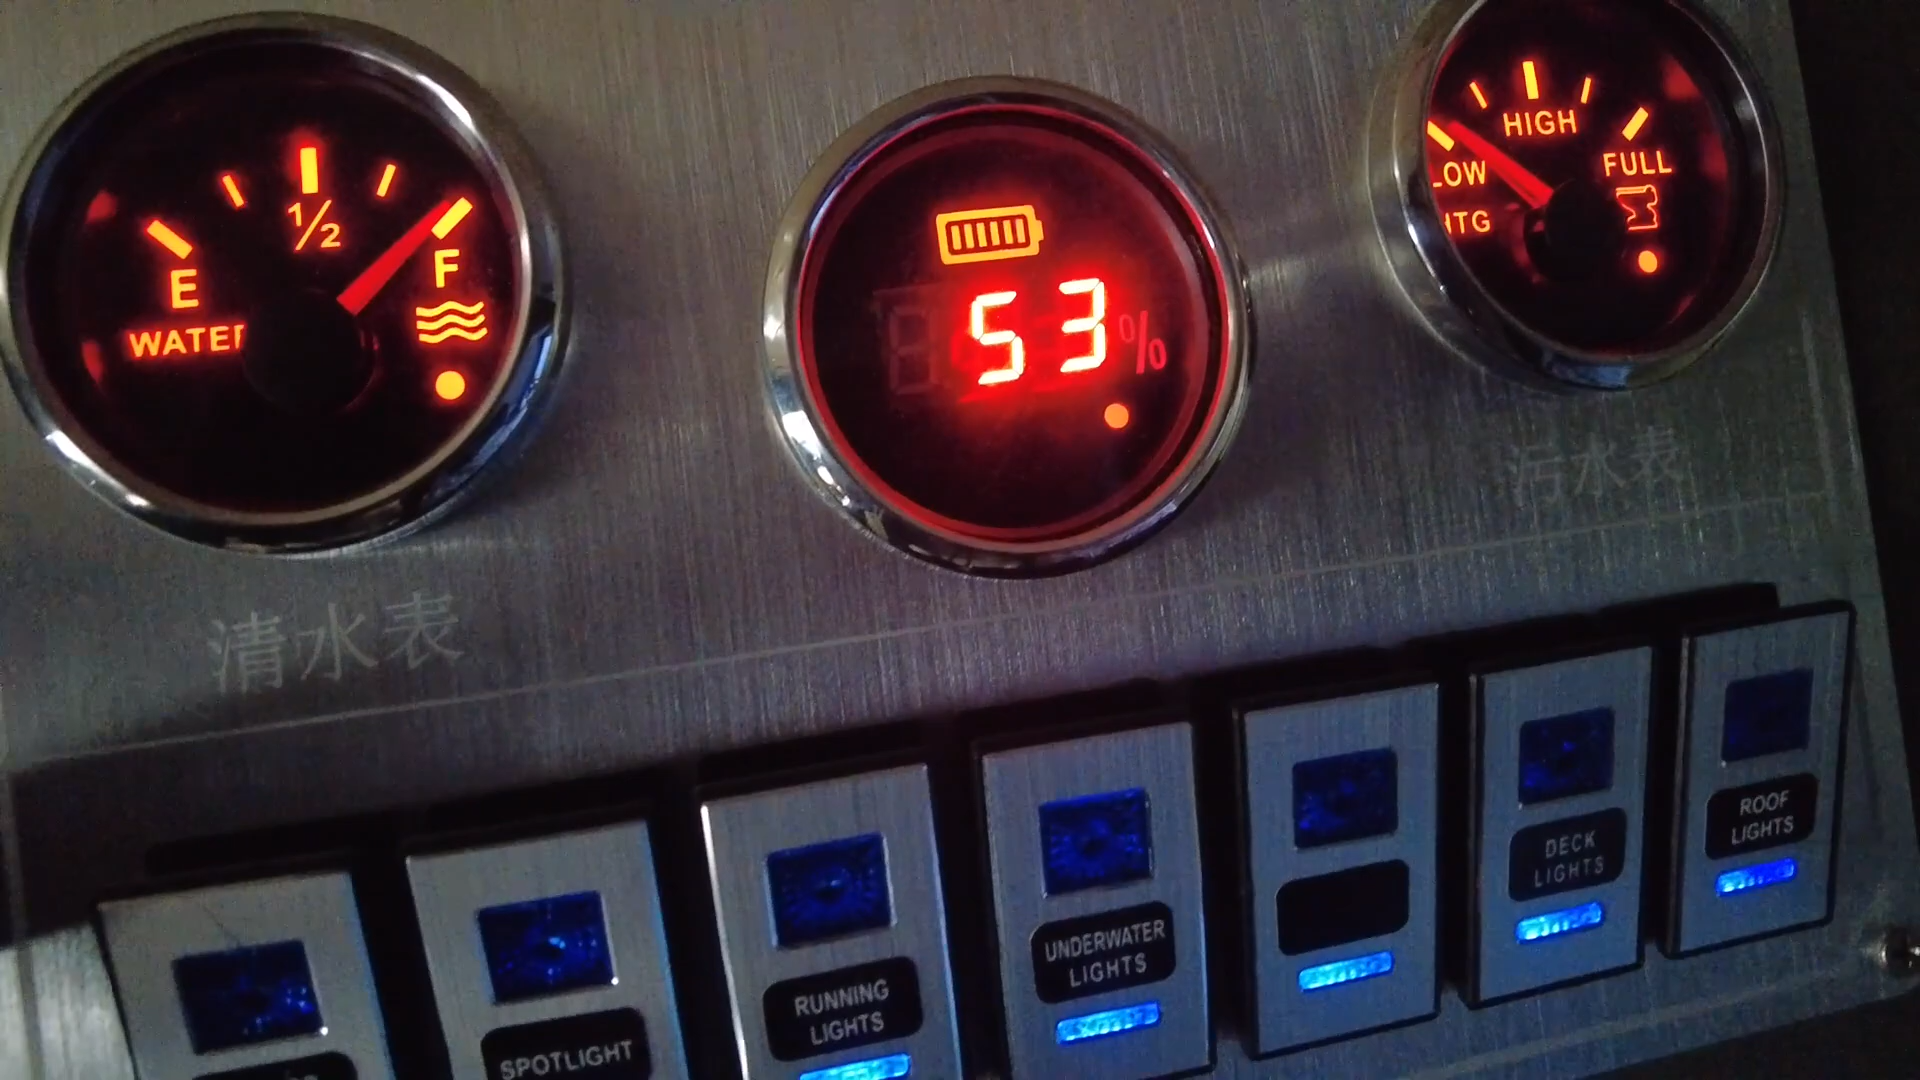 E
WATER
1/2
F
53
%
LOW
HTG
HIGH
FULL
清水表
污水表
SPOTLIGHT
RUNNING
LIGHTS
UNDERWATER
LIGHTS
DECK
LIGHTS
ROOF
LIGHTS